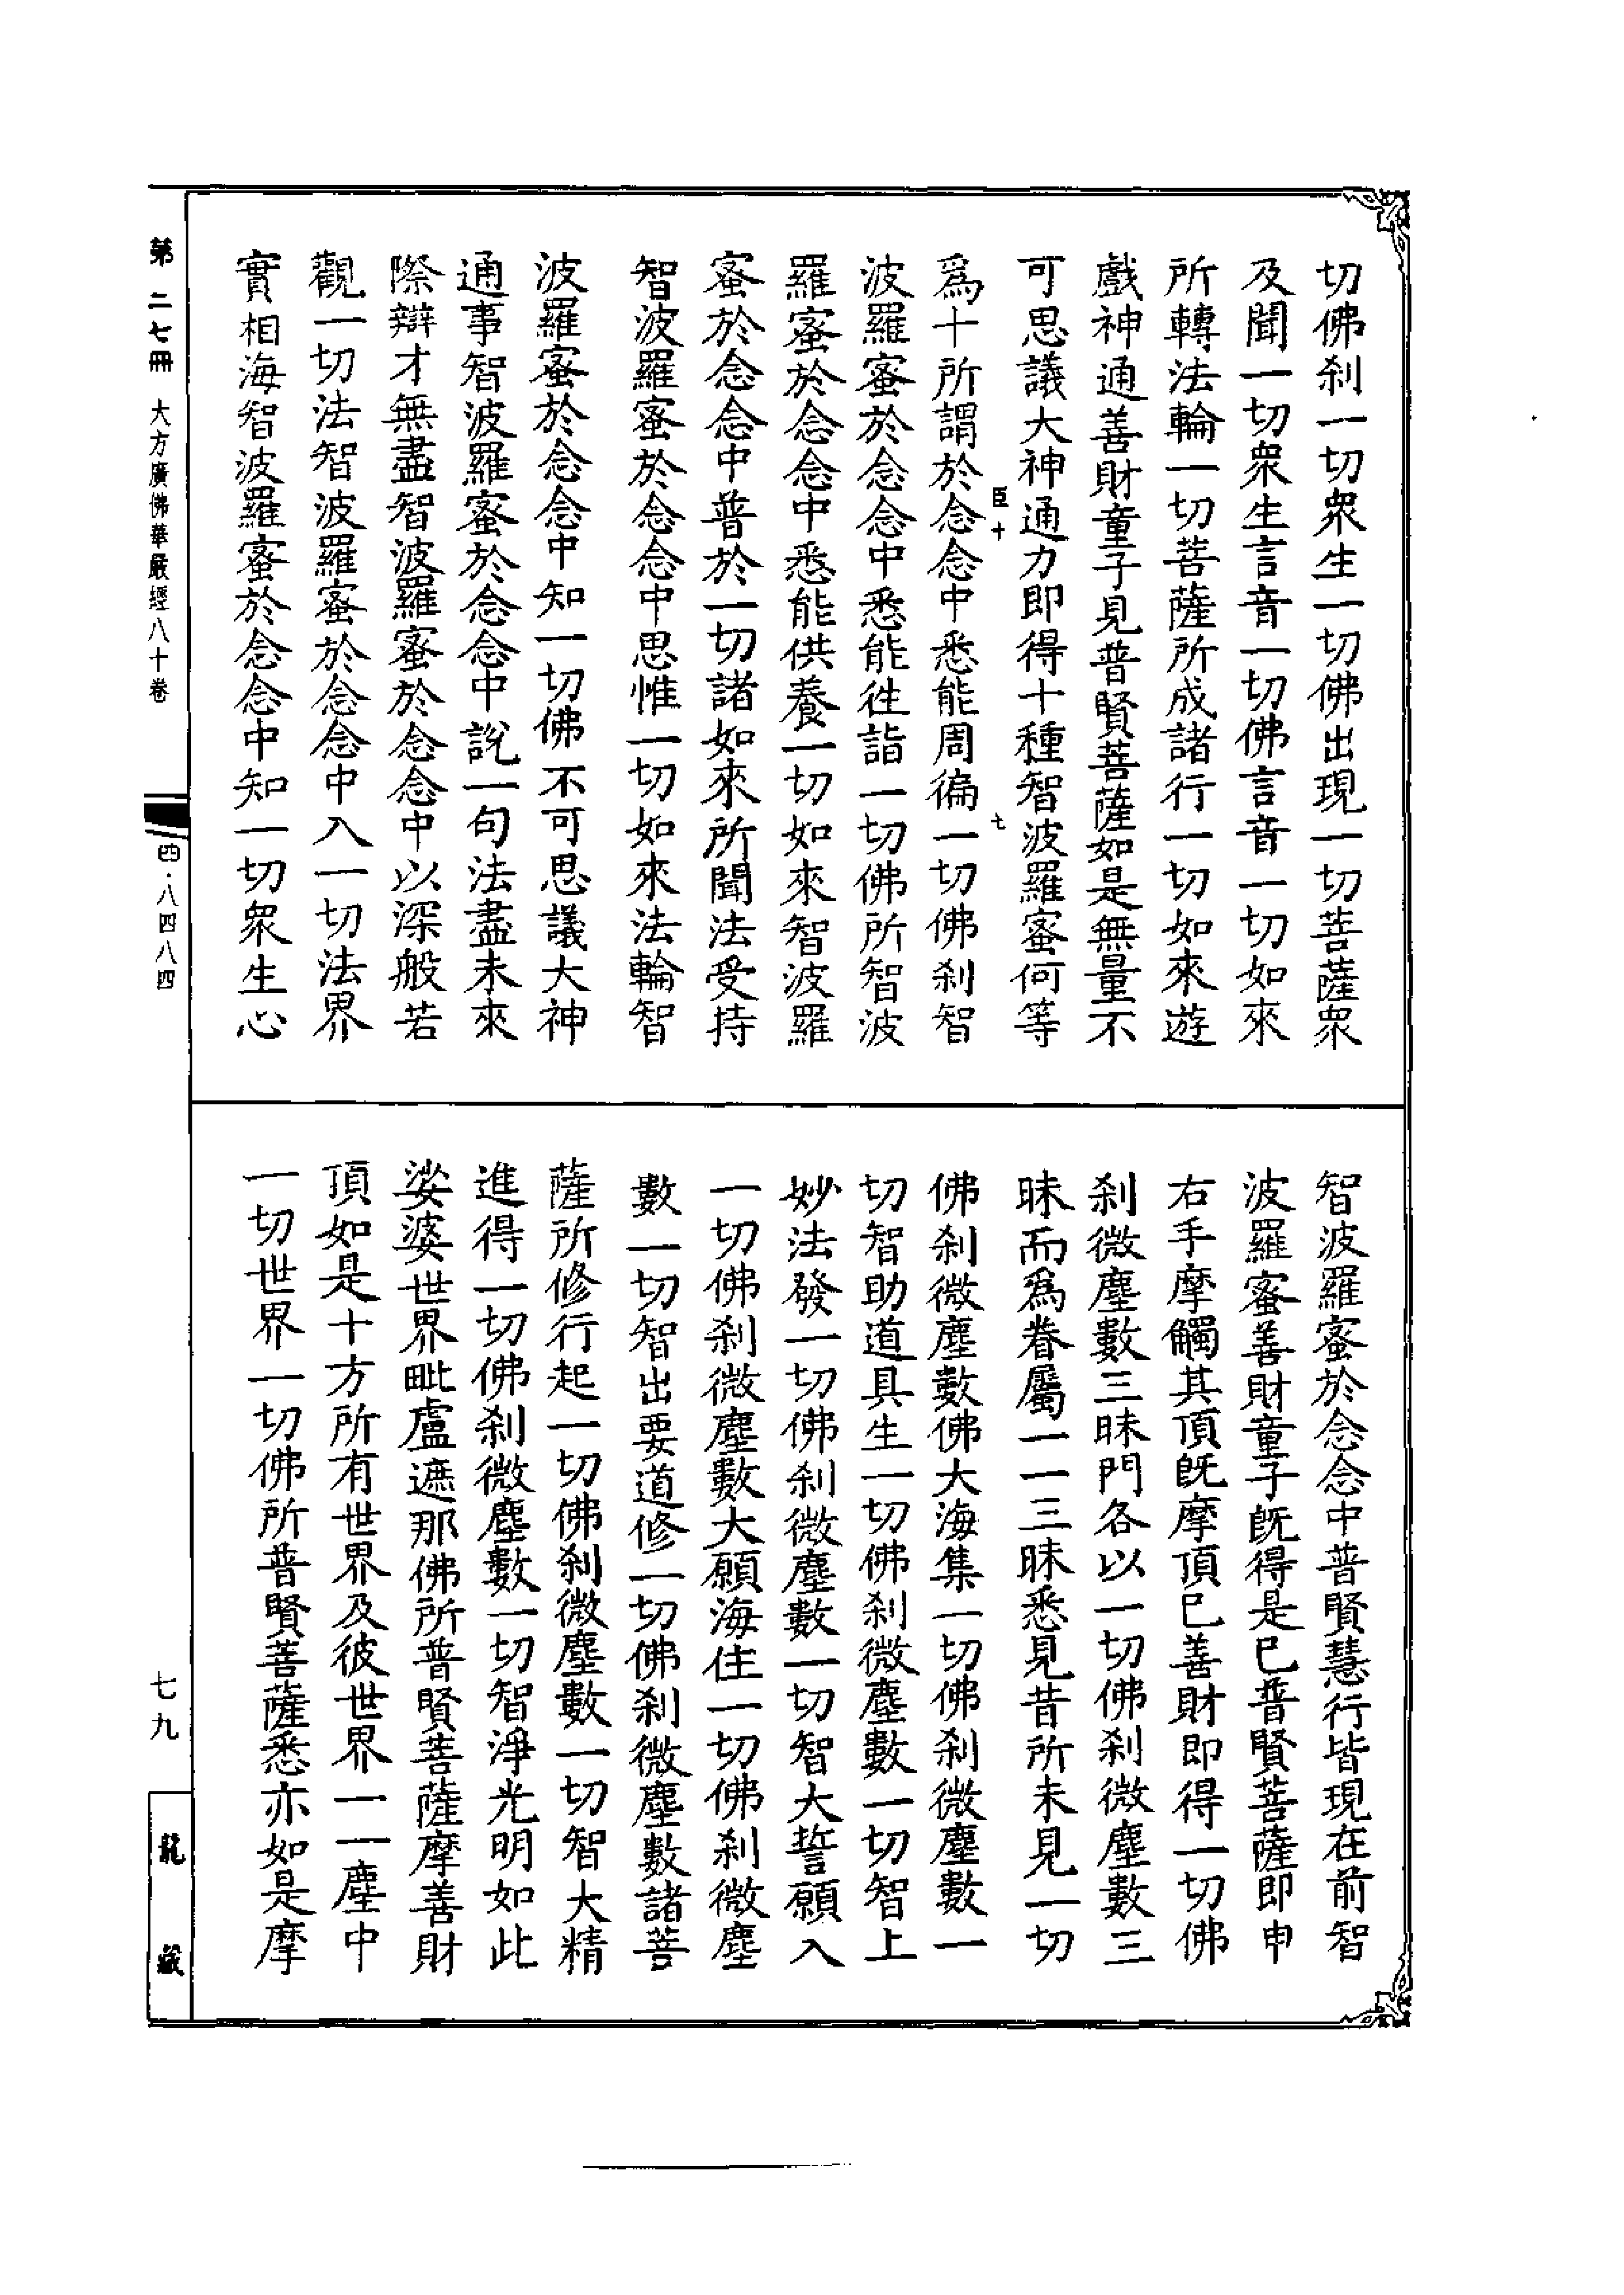 切佛刹一切衆生一切佛出現一切菩薩衆
及聞一切衆生言音一切佛言音一切如來
所轉法輪一切菩薩所成諸行一切如來遊
戲神通善財童子見普賢菩薩如是無量不
可思議大神通力即得十種智波羅蜜何等
臣十
七
爲十所謂於念念中悉能周徧一切佛刹智
波羅蜜於念念中悉能徃詣一切佛所智波
羅蜜於念念中悉能供養一切如來智波羅
蜜於念念中普於一切諸如來所聞法受持
智波羅蜜於念念中思惟一切如來法輪智
波羅蜜於念念中知一切佛不可思議大神
通事智波羅蜜於念念中說一句法盡未來
際辯才無盡智波羅蜜於念念中以深般若
觀一切法智波羅蜜於念念中入一切法界
實相海智波羅蜜於念念中知一切衆生心
智波羅蜜於念念中普賢慧行皆現在前智
波羅蜜善財童子既得是已普賢菩薩即申
右手摩觸其頂既摩頂已善財即得一切佛
刹微塵數三昧門各以一切佛刹微塵數三
昧而爲眷屬一一三昧悉見昔所未見一切
佛刹微塵數佛大海集一切佛刹微塵數一
切智助道具生一切佛刹微塵數一切智上
妙法發一切佛刹微塵數一切智大誓願入
一切佛刹微塵數大願海住一切佛刹微塵
數一切智出要道修一切佛刹微塵數諸菩
薩所修行起一切佛刹微塵數一切智大精
進得一切佛刹微塵數一切智淨光明如此
娑婆世界毗盧遮那佛所普賢菩薩摩善財
頂如是十方所有世界及彼世界一一塵中
一切世界一切佛所普賢菩薩悉亦如是摩
第二七冊 大方廣佛華嚴經八十卷
四·八四八四
七九
龍藏